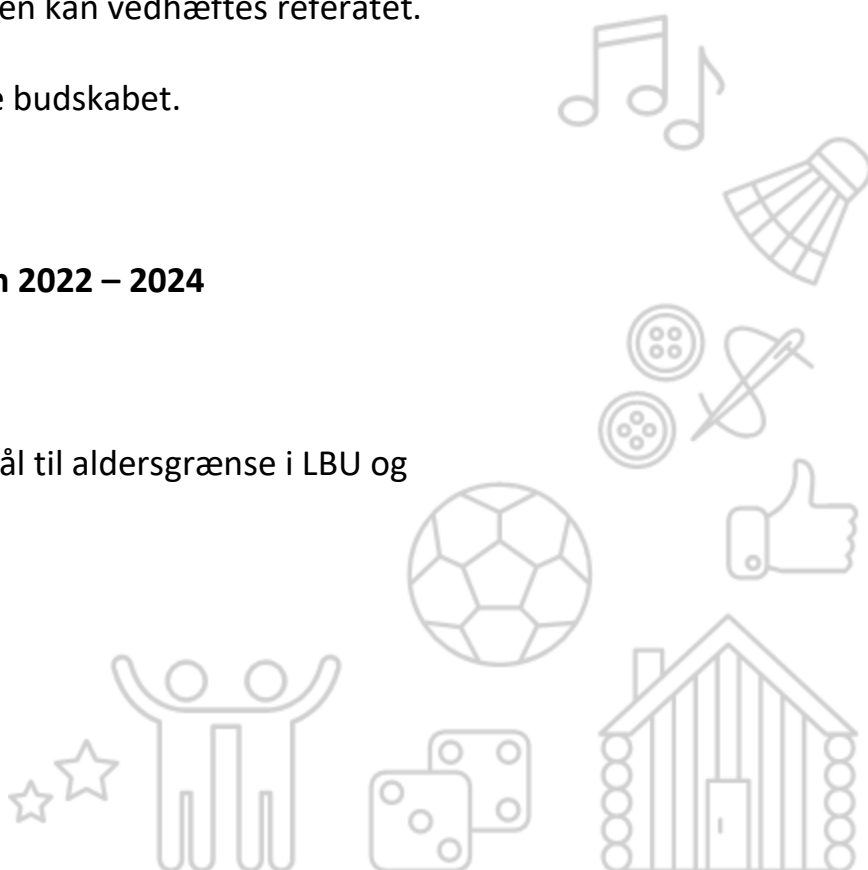 en kan vedhæftes referatet.
e budskabet.
n 2022 – 2024
ål til aldersgrænse i LBU og